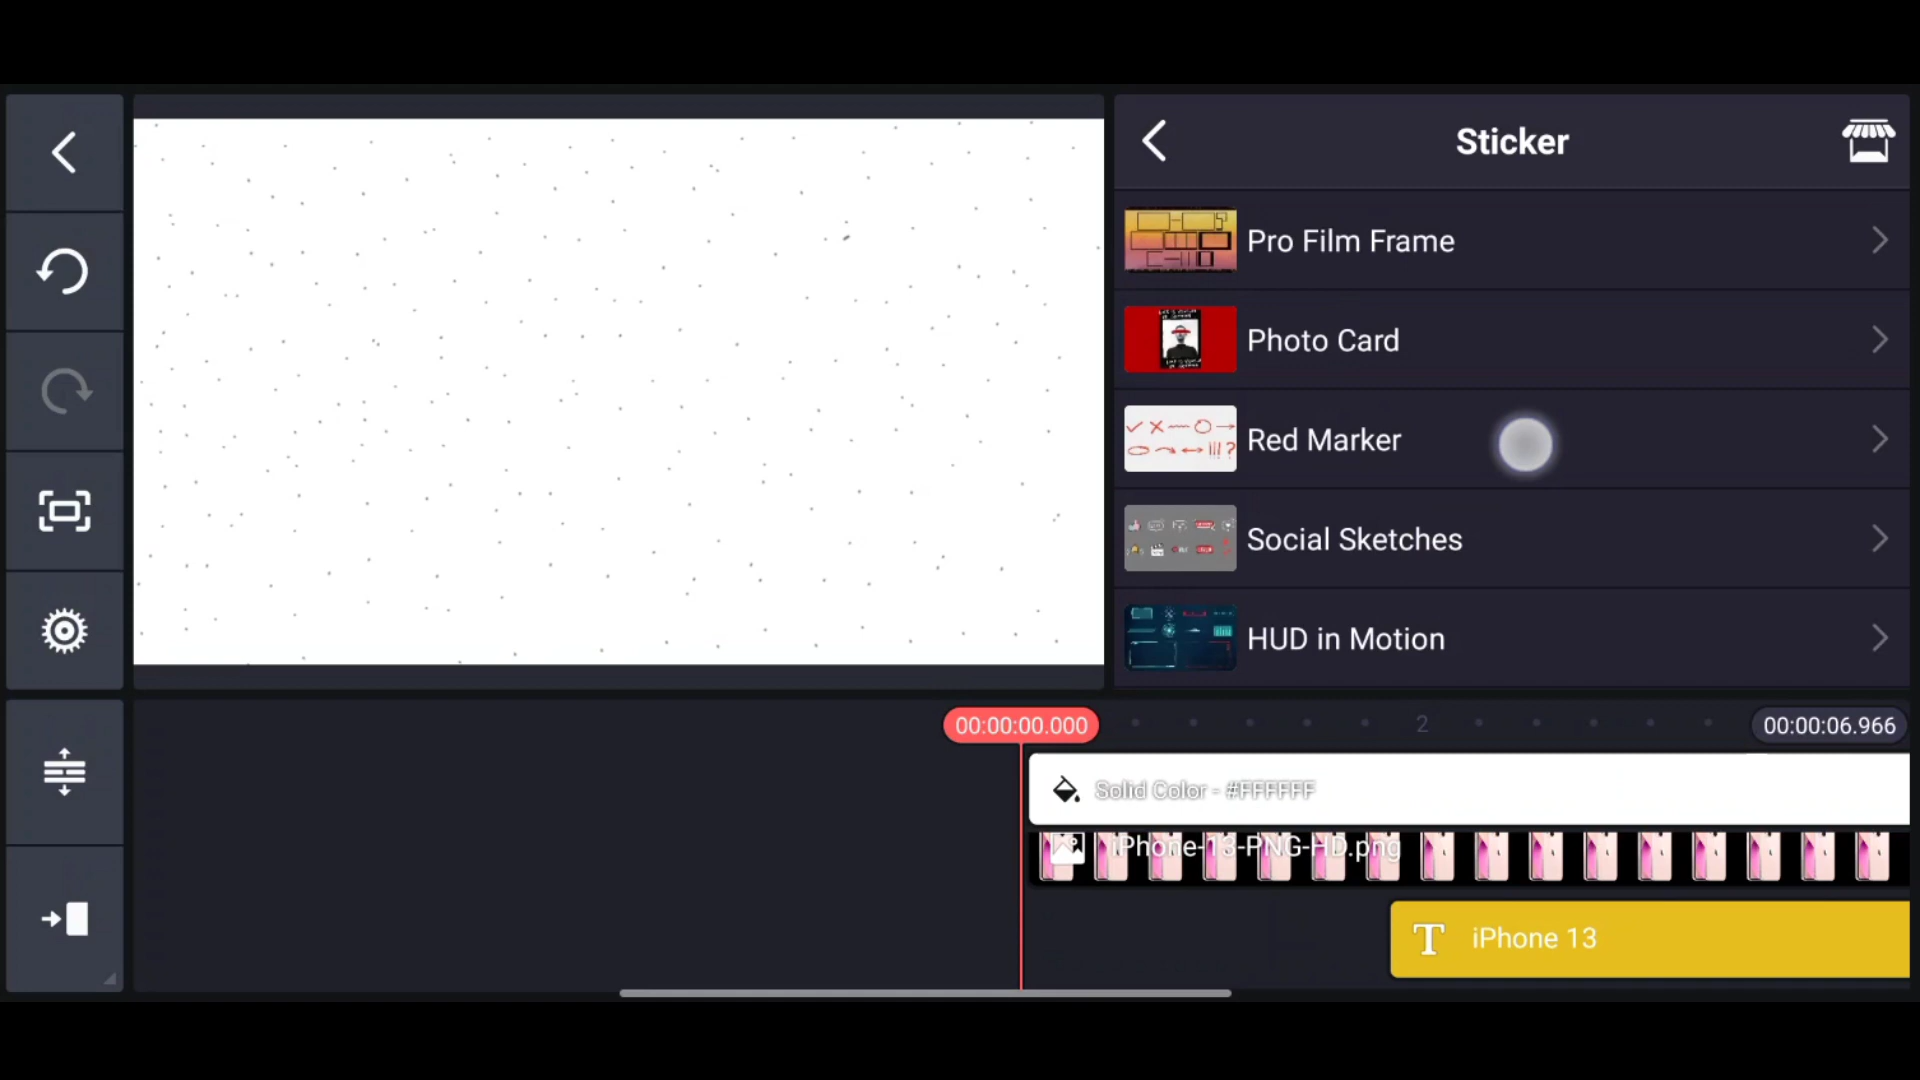 Sticker
Pro Film Frame
Photo Card
Red Marker
Social Sketches
HUD in Motion
00:00:00.000
2
00:00:06.966
Solid Color - #FFFFFF
iPhone-13-PNG-HD.png
T iPhone 13